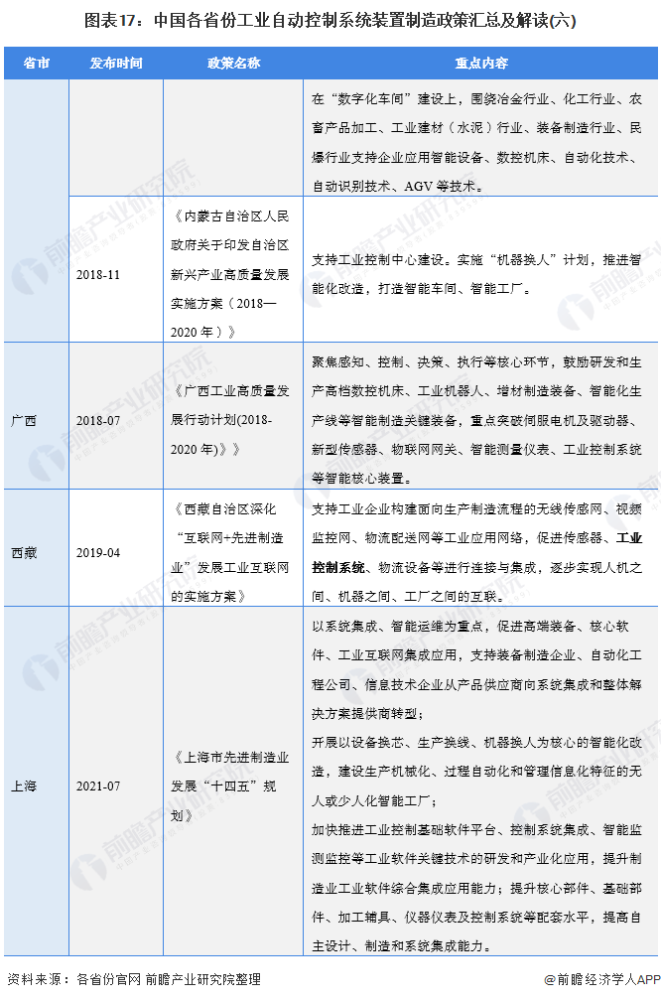 图表17：中国各省份工业自动控制系统装置制造政策汇总及解读(六)
省市 发布时间 政策名称 重点内容
在“数字化车间”建设上，围绕冶金行业、化工行业、农
畜产品加工、工业建材（水泥）行业、装备制造行业、民
爆行业支持企业应用智能设备、数控机床、自动化技术、
自动识别技术、AGV 等技术。
2018-11
《内蒙古自治区人民
政府关于印发自治区
新兴产业高质量发展
实施方案（2018—
2020 年）》
支持工业控制中心建设。实施“机器换人”计划，推进智
能化改造，打造智能车间、智能工厂。
广西
2018-07
《广西工业高质量发
展行动计划(2018-
2020 年)》》
聚焦感知、控制、决策、执行等核心环节，鼓励研发和生
产高档数控机床、工业机器人、增材制造装备、智能化生
产线等智能制造关键装备，重点突破伺服电机及驱动器、
新型传感器、物联网网关、智能测量仪表、工业控制系统
等智能核心装置。
西藏
2019-04
《西藏自治区深化
“互联网+先进制造
业”发展工业互联网
的实施方案》
支持工业企业构建面向生产制造流程的无线传感网、视频
监控网、物流配送网等工业应用网络，促进传感器、工业
控制系统、物流设备等进行连接与集成，逐步实现人机之
间、机器之间、工厂之间的互联。
上海
2021-07
《上海市先进制造业
发展“十四五”规
划》
以系统集成、智能运维为重点，促进高端装备、核心软
件、工业互联网集成应用，支持装备制造企业、自动化工
程公司、信息技术企业从产品供应商向系统集成和整体解
决方案提供商转型；
开展以设备换芯、生产换线、机器换人为核心的智能化改
造，建设生产机械化、过程自动化和管理信息化特征的无
人或少人化智能工厂；
加快推进工业控制基础软件平台、控制系统集成、智能监
测监控等工业软件关键技术的研发和产业化应用，提升制
造业工业软件综合集成应用能力；提升核心部件、基础部
件、加工辅具、仪器仪表及控制系统等配套水平，提高自
主设计、制造和系统集成能力。
资料来源：各省份官网 前瞻产业研究院整理 @前瞻经济学人APP
前瞻产业研究院